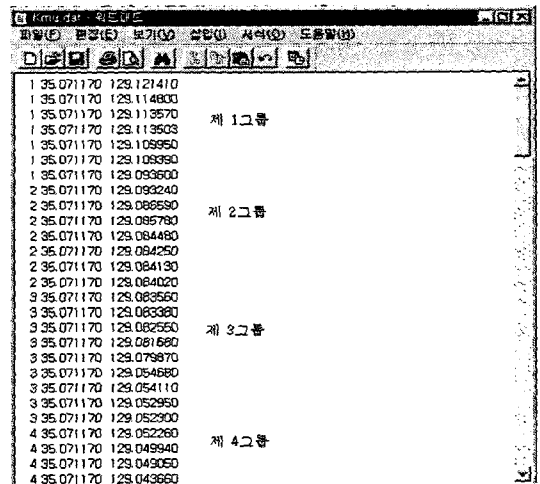 Kmu.dat - 워드패드
파일(F) 편집(E) 보기(V) 삽입(I) 서식(O) 도움말(H)
1 35.071170 129.121410
1 35.071170 129.114800
1 35.071170 129.113570
제 1그룹
1 35.071170 129.113503
1 35.071170 129.109950
1 35.071170 129.109390
1 35.071170 129.093600
2 35.071170 129.093240
2 35.071170 129.086590
제 2그룹
2 35.071170 129.085780
2 35.071170 129.084480
2 35.071170 129.084250
2 35.071170 129.084130
2 35.071170 129.084020
3 35.071170 129.083560
3 35.071170 129.083380
3 35.071170 129.082550
제 3그룹
3 35.071170 129.081680
3 35.071170 129.079870
3 35.071170 129.054680
3 35.071170 129.054110
3 35.071170 129.052950
3 35.071170 129.052300
4 35.071170 129.052260
제 4그룹
4 35.071170 129.049940
4 35.071170 129.049050
4 35.071170 129.043660